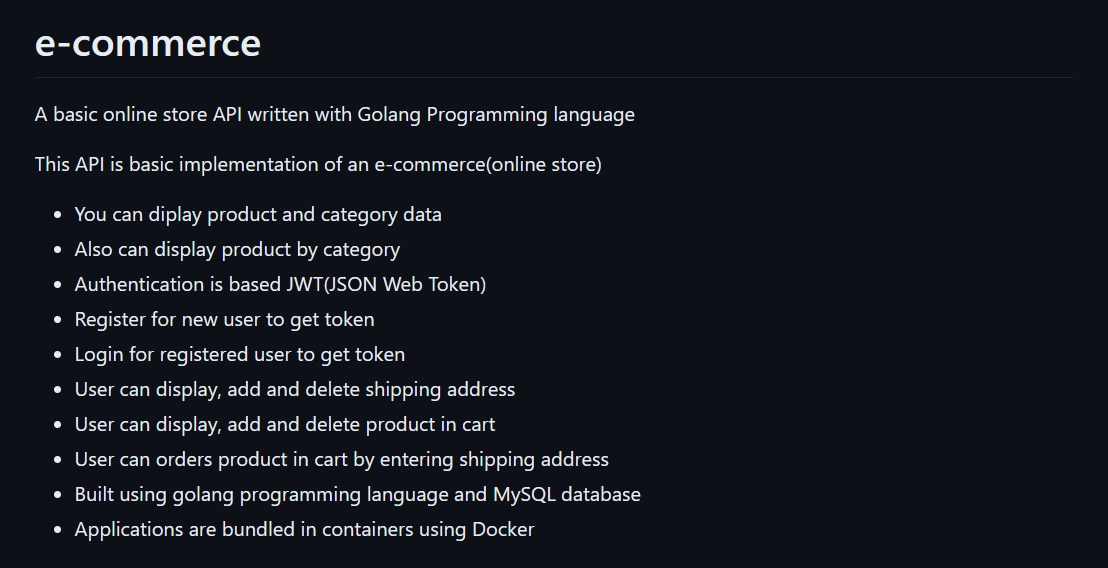 e-commerce
A basic online store API written with Golang Programming language
This API is basic implementation of an e-commerce(online store)
• You can diplay product and category data
• Also can display product by category
• Authentication is based JWT(JSON Web Token)
• Register for new user to get token
• Login for registered user to get token
• User can display, add and delete shipping address
• User can display, add and delete product in cart
• User can orders product in cart by entering shipping address
• Built using golang programming language and MySQL database
• Applications are bundled in containers using Docker